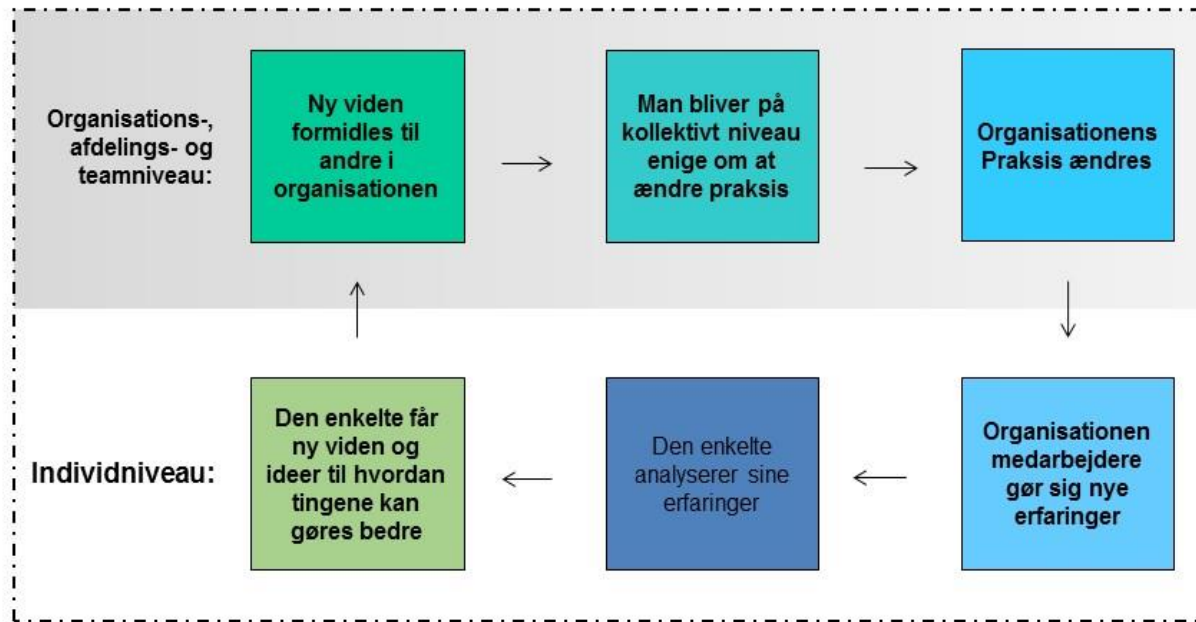 Organisations-,
afdelings- og
teamniveau:
Ny viden
formidles til
andre i
organisationen
Man bliver på
kollektivt niveau
enige om at
ændre praksis
Organisationens
Praksis ændres
Individniveau:
Den enkelte får
ny viden og
ideer til hvordan
tingene kan
gøres bedre
Den enkelte
analyserer sine
erfaringer
Organisationen
medarbejdere
gør sig nye
erfaringer